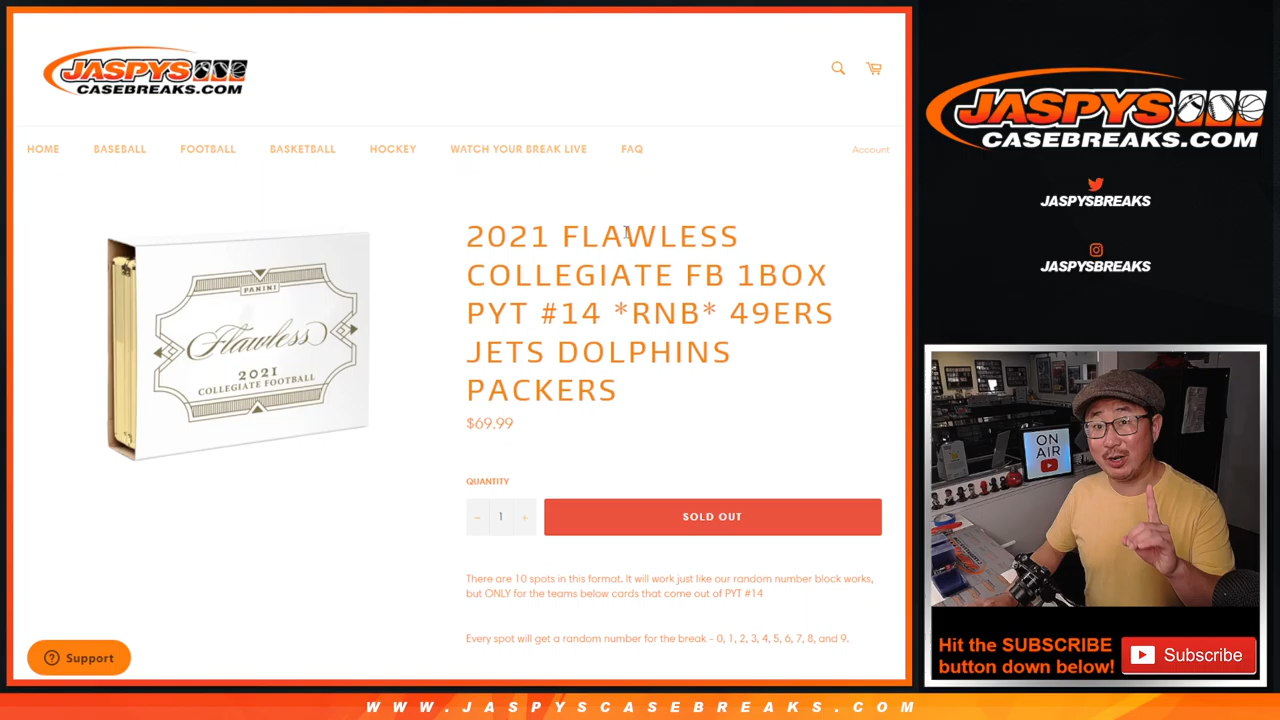 JASPYS
CASEBREAKS.COM
HOME BASEBALL FOOTBALL BASKETBALL HOCKEY WATCH YOUR BREAK LIVE FAQ Account
2021 FLAWLESS
COLLEGIATE FB 1BOX
PYT #14 *RNB* 49ERS
JETS DOLPHINS
PACKERS
$69.99
PANINI
Flawless
2021
COLLEGIATE FOOTBALL
QUANTITY
− 1 +
SOLD OUT
There are 10 spots in this format. It will work just like our random number block works,
but ONLY for the teams below cards that come out of PYT #14
Every spot will get a random number for the break - 0, 1, 2, 3, 4, 5, 6, 7, 8, and 9.
Support
JASPYS
CASEBREAKS.COM
JASPYSBREAKS
JASPYSBREAKS
ON
AIR
Hit the SUBSCRIBE
button down below!
Subscribe
WWW.JASPYSCASEBREAKS.COM